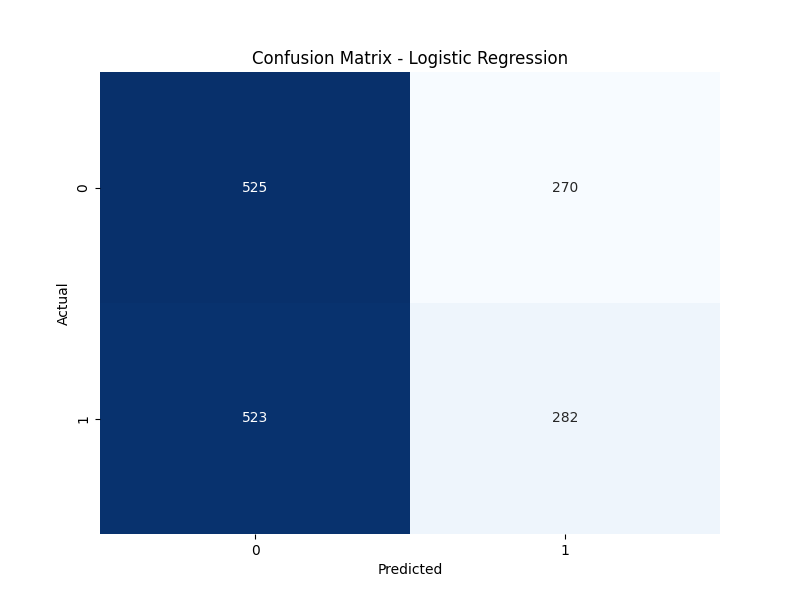 Confusion Matrix - Logistic Regression
Actual
0
525
270
1
523
282
0
1
Predicted